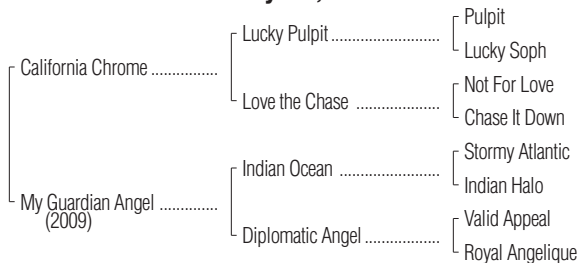 Pulpit
Lucky Pulpit
Lucky Soph
California Chrome
Not For Love
Love the Chase
Chase It Down
Stormy Atlantic
Indian Ocean
Indian Halo
My Guardian Angel
(2009)
Valid Appeal
Diplomatic Angel
Royal Angelique